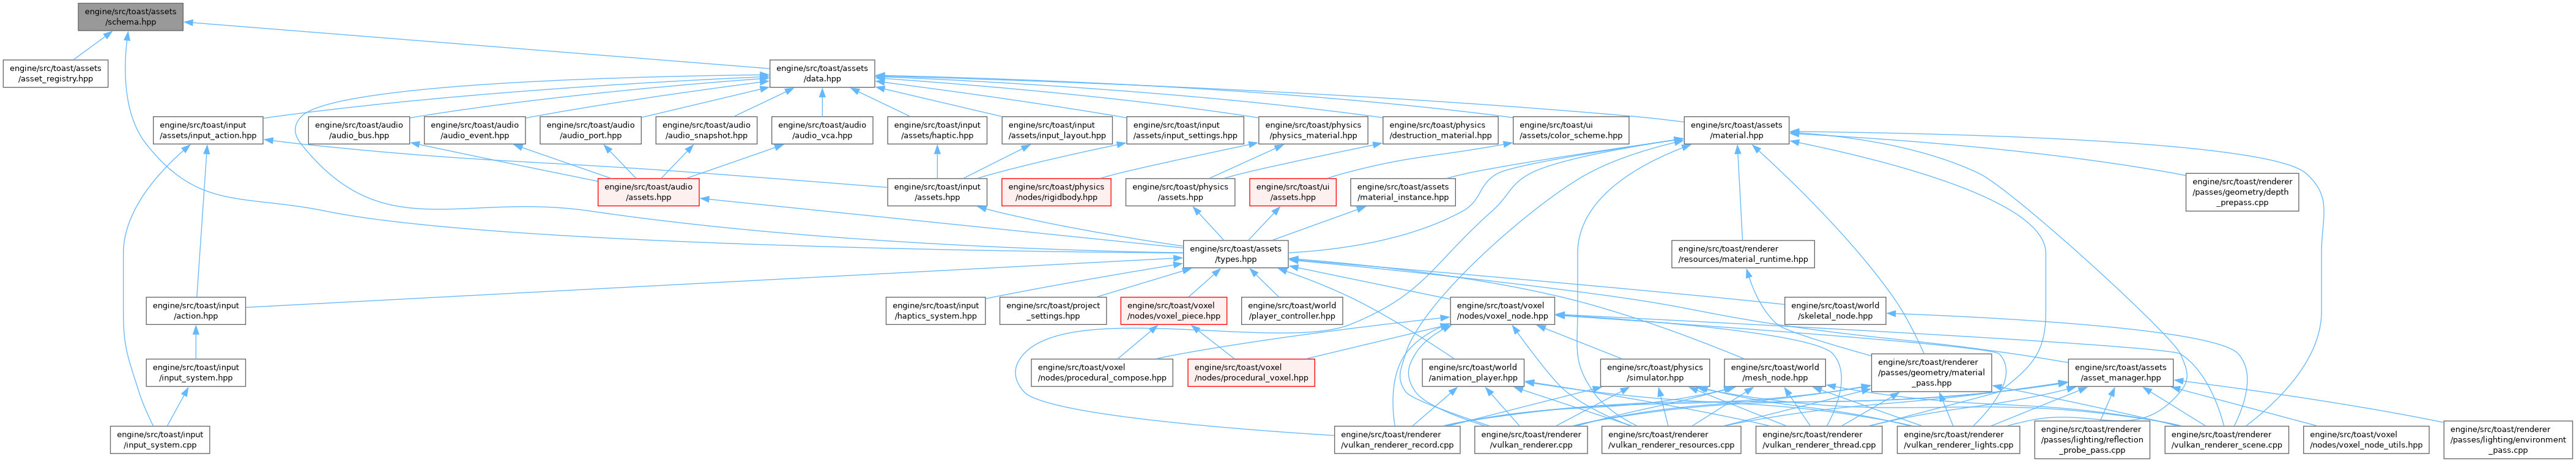 engine/src/toast/assets
/schema.hpp
engine/src/toast/assets
/asset_registry.hpp
engine/src/toast/assets
/data.hpp
engine/src/toast/input
/assets/input_action.hpp
engine/src/toast/audio
/audio_bus.hpp
engine/src/toast/audio
/audio_event.hpp
engine/src/toast/audio
/audio_port.hpp
engine/src/toast/audio
/audio_snapshot.hpp
engine/src/toast/audio
/audio_vca.hpp
engine/src/toast/input
/assets/haptic.hpp
engine/src/toast/input
/assets/input_layout.hpp
engine/src/toast/input
/assets/input_settings.hpp
engine/src/toast/physics
/physics_material.hpp
engine/src/toast/physics
/destruction_material.hpp
engine/src/toast/ui
/assets/color_scheme.hpp
engine/src/toast/assets
/material.hpp
engine/src/toast/audio
/assets.hpp
engine/src/toast/input
/assets.hpp
engine/src/toast/physics
/nodes/rigidbody.hpp
engine/src/toast/physics
/assets.hpp
engine/src/toast/ui
/assets.hpp
engine/src/toast/assets
/material_instance.hpp
engine/src/toast/renderer
/passes/geometry/depth
_prepass.cpp
engine/src/toast/assets
/types.hpp
engine/src/toast/renderer
/resources/material_runtime.hpp
engine/src/toast/input
/action.hpp
engine/src/toast/input
/haptics_system.hpp
engine/src/toast/project
_settings.hpp
engine/src/toast/voxel
/nodes/voxel_piece.hpp
engine/src/toast/world
/player_controller.hpp
engine/src/toast/voxel
/nodes/voxel_node.hpp
engine/src/toast/world
/skeletal_node.hpp
engine/src/toast/input
/input_system.hpp
engine/src/toast/voxel
/nodes/procedural_compose.hpp
engine/src/toast/voxel
/nodes/procedural_voxel.hpp
engine/src/toast/world
/animation_player.hpp
engine/src/toast/physics
/simulator.hpp
engine/src/toast/world
/mesh_node.hpp
engine/src/toast/renderer
/passes/geometry/material
_pass.hpp
engine/src/toast/assets
/asset_manager.hpp
engine/src/toast/input
/input_system.cpp
engine/src/toast/renderer
/vulkan_renderer_record.cpp
engine/src/toast/renderer
/vulkan_renderer.cpp
engine/src/toast/renderer
/vulkan_renderer_resources.cpp
engine/src/toast/renderer
/vulkan_renderer_thread.cpp
engine/src/toast/renderer
/vulkan_renderer_lights.cpp
engine/src/toast/renderer
/passes/lighting/reflection
_probe_pass.cpp
engine/src/toast/renderer
/vulkan_renderer_scene.cpp
engine/src/toast/voxel
/nodes/voxel_node_utils.hpp
engine/src/toast/renderer
/passes/lighting/environment
_pass.cpp